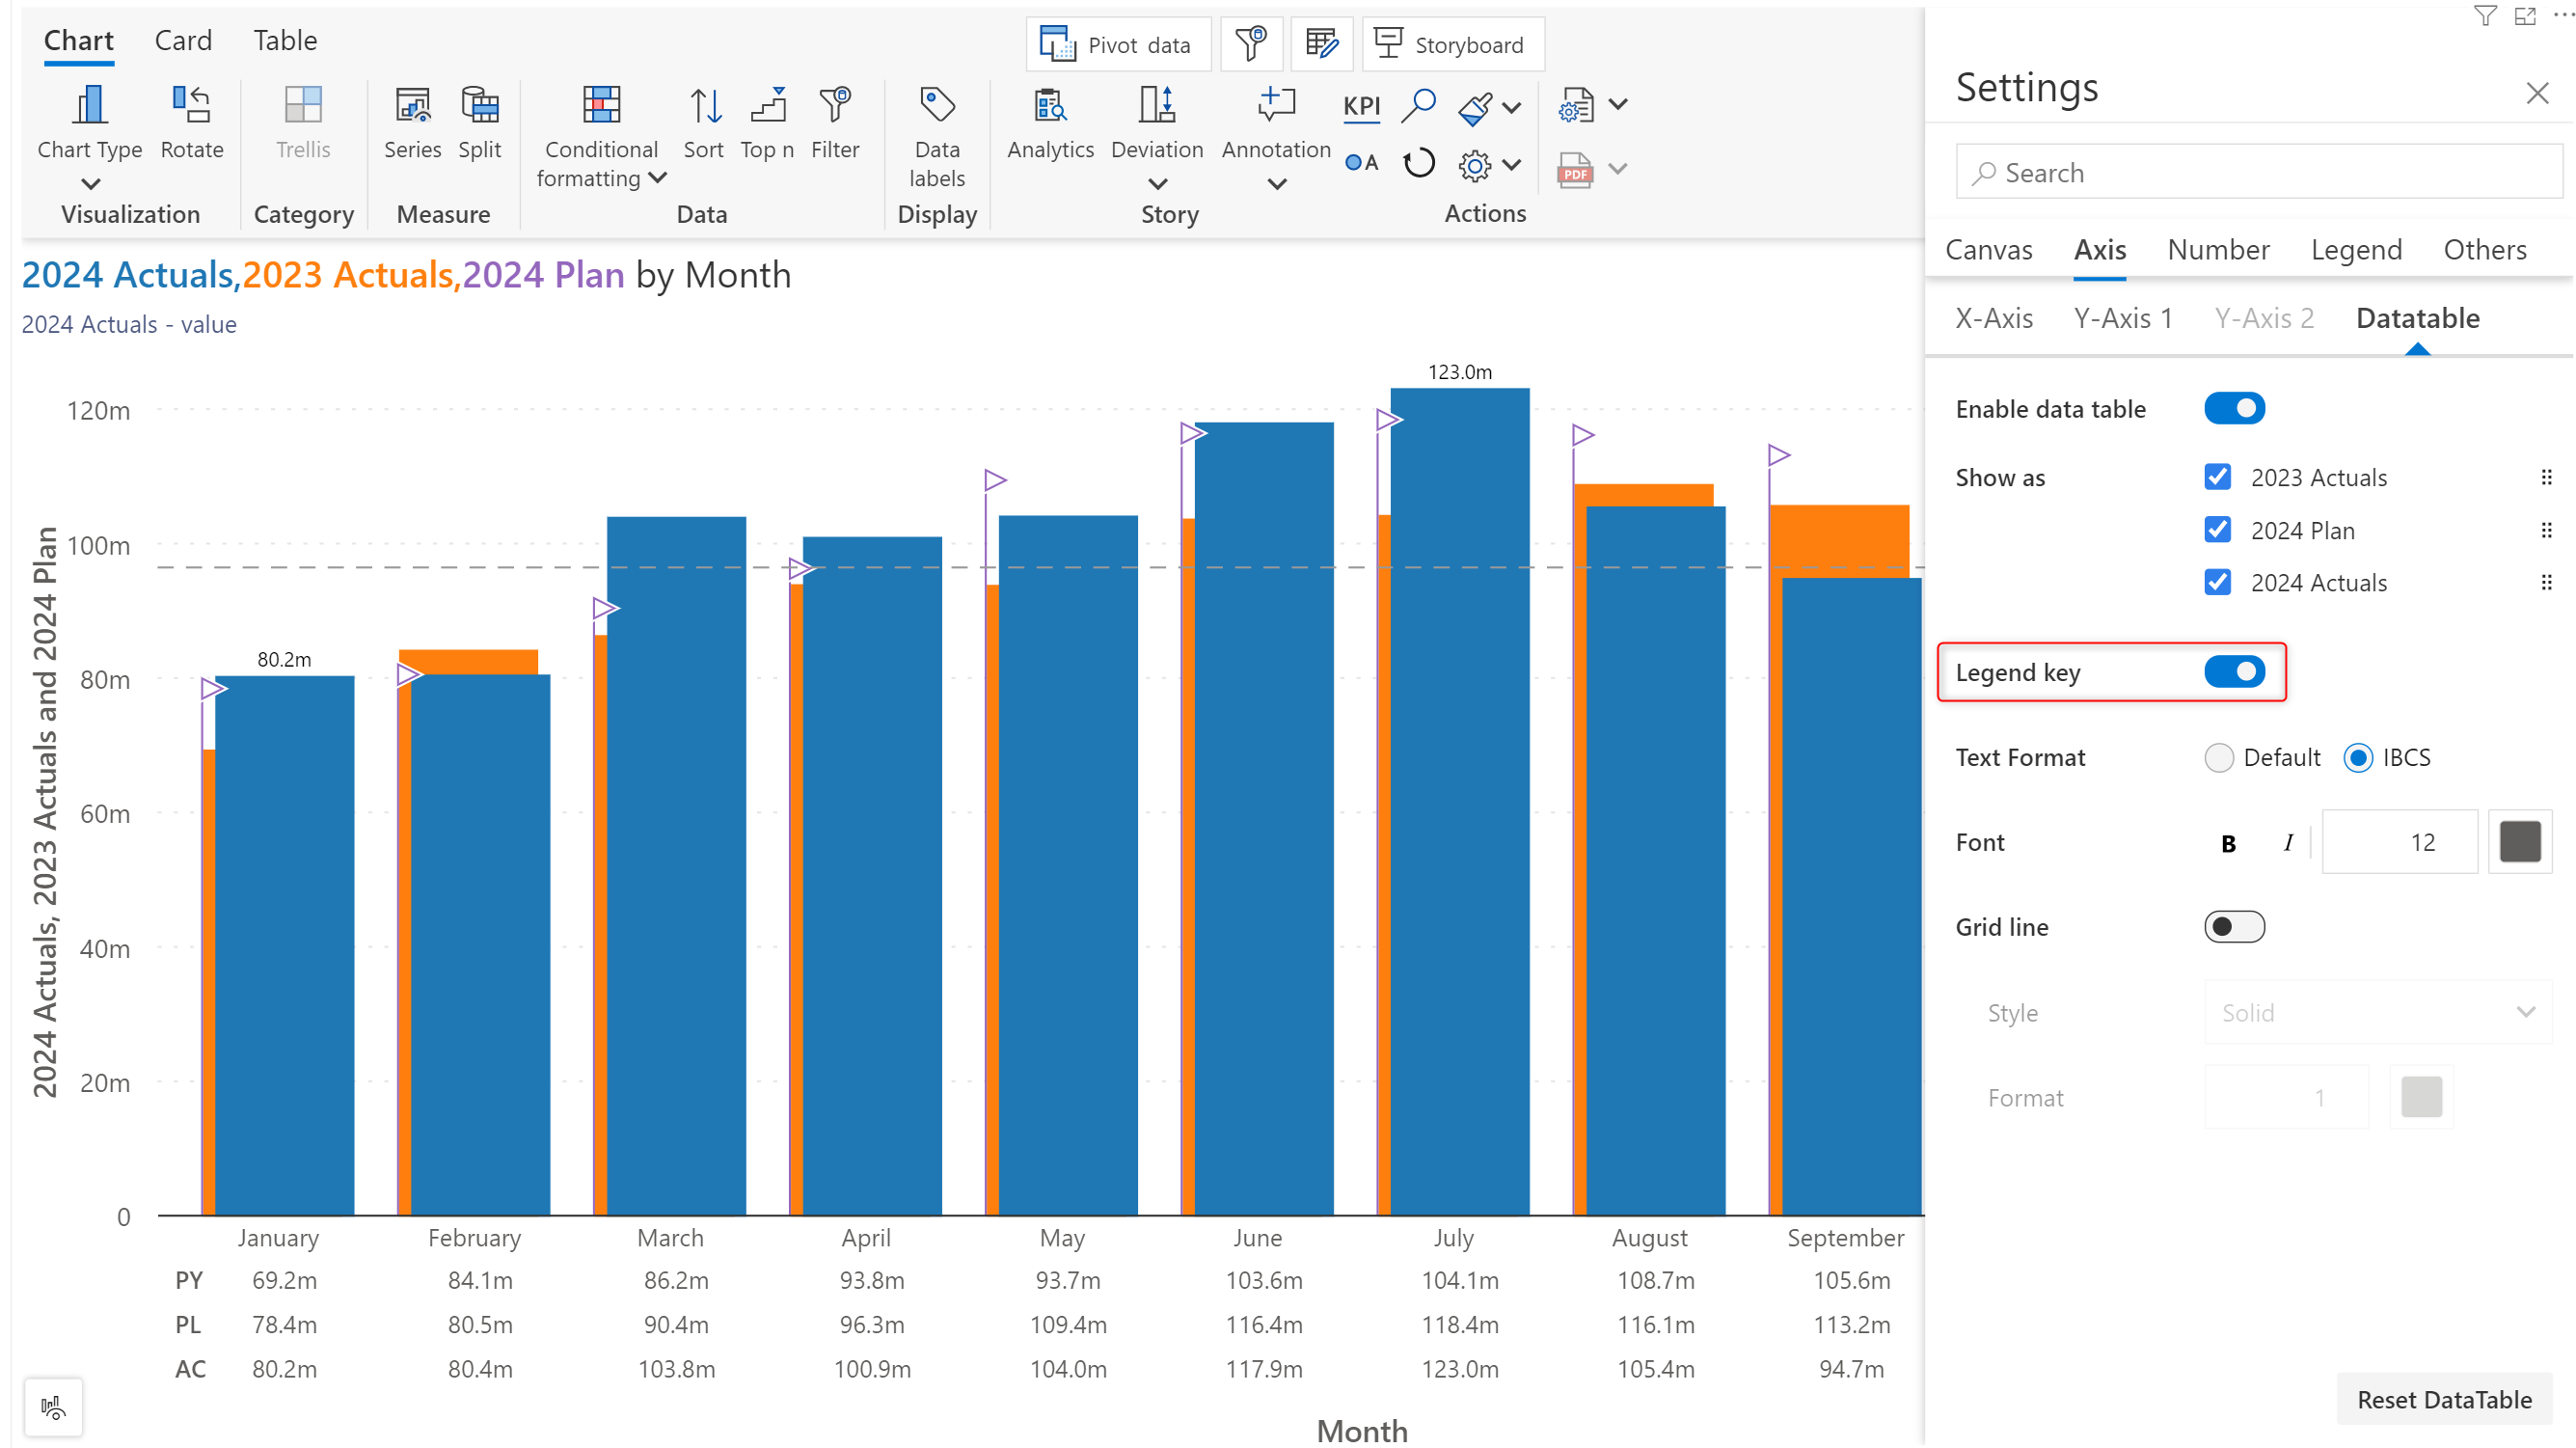 Chart Card Table
Pivot data Storyboard
KPI
A
PDF
Chart Type Rotate Trellis Series Split Conditional formatting Sort Top n Filter Data labels Analytics Deviation Annotation
Visualization Category Measure Data Display Story Actions
2024 Actuals,2023 Actuals,2024 Plan by Month
2024 Actuals - value
2024 Actuals, 2023 Actuals and 2024 Plan
120m
100m
80m
60m
40m
20m
0
80.2m
123.0m
January February March April May June July August September
PY 69.2m 84.1m 86.2m 93.8m 93.7m 103.6m 104.1m 108.7m 105.6m
PL 78.4m 80.5m 90.4m 96.3m 109.4m 116.4m 118.4m 116.1m 113.2m
AC 80.2m 80.4m 103.8m 100.9m 104.0m 117.9m 123.0m 105.4m 94.7m
Month
Settings
Search
Canvas Axis Number Legend Others
X-Axis Y-Axis 1 Y-Axis 2 Datatable
Enable data table
Show as 2023 Actuals
2024 Plan
2024 Actuals
Legend key
Text Format Default IBCS
Font B I 12
Grid line
Style Solid
Format 1
Reset DataTable